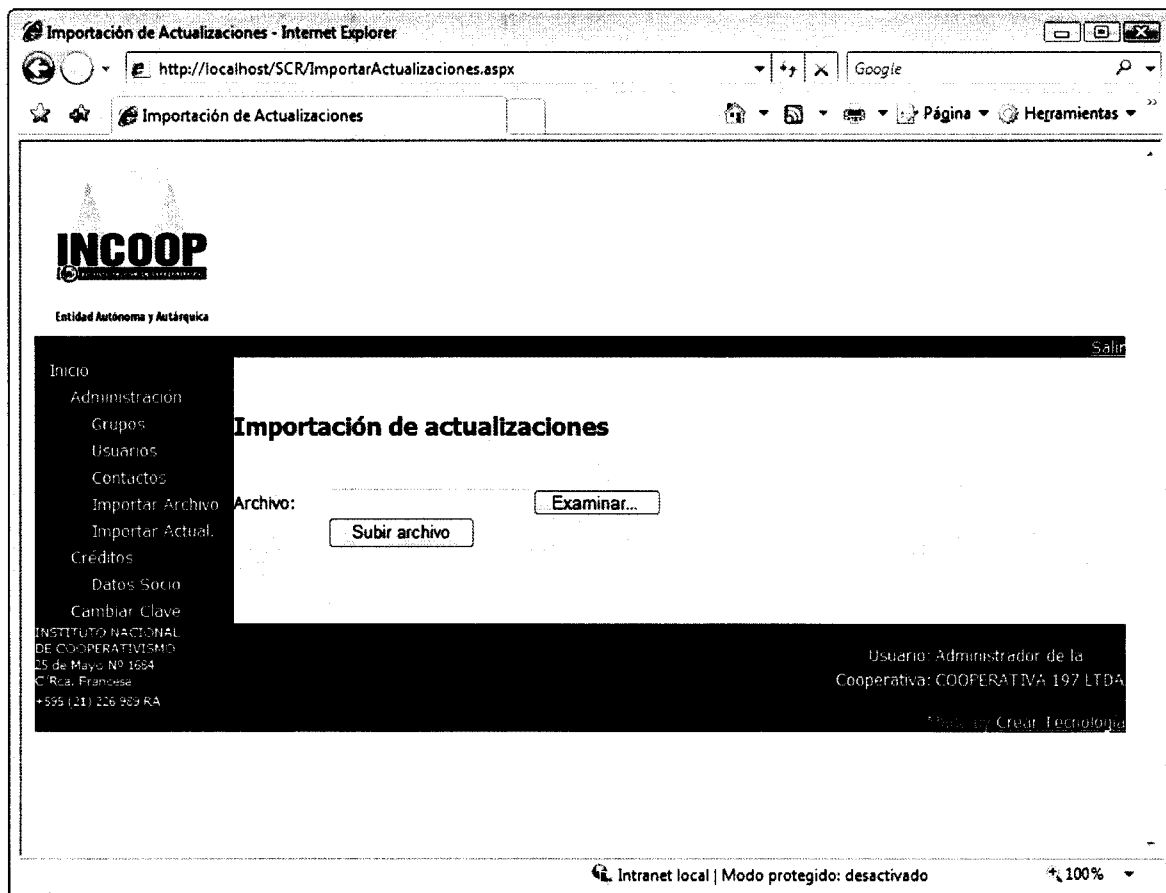 Importación de Actualizaciones - Internet Explorer
http://localhost/SCR/ImportarActualizaciones.aspx
Google
Importación de Actualizaciones
Página
Herramientas
INCOOP
Entidad Autónoma y Autárquica
Salir
Inicio
Administración
Grupos
Usuarios
Contactos
Importar Archivo
Importar Actual.
Créditos
Datos Socio
Cambiar Clave
Importación de actualizaciones
Archivo:
Examinar...
Subir archivo
INSTITUTO NACIONAL
DE COOPERATIVISMO
25 de Mayo Nº 1684
C/Rca. Francesa
+595 (21) 226 989 RA
Usuario: Administrador de la
Cooperativa: COOPERATIVA 197 LTDA
by Crear Tecnología
Intranet local | Modo protegido: desactivado
100%